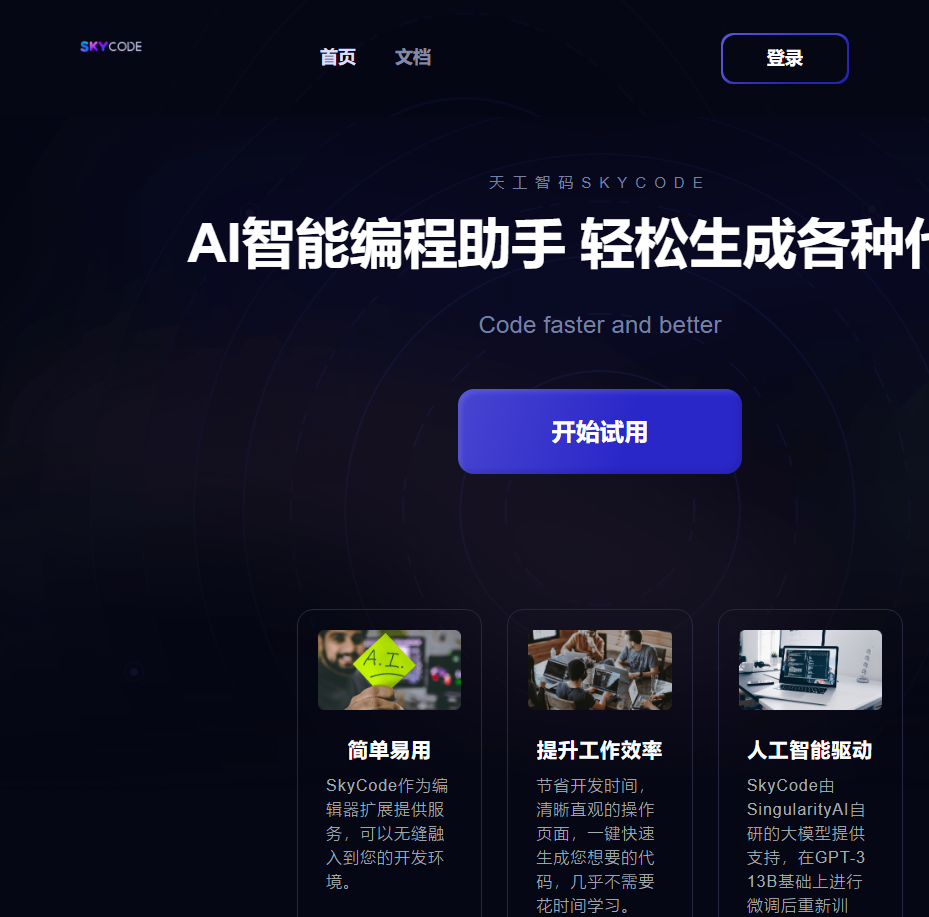 SKYCODE
首页
文档
登录
天工智码SKYCODE
AI智能编程助手 轻松生成各种
Code faster and better
开始试用
A.I.
简单易用
SkyCode作为编
辑器扩展提供服
务，可以无缝融
入到您的开发环
境。
提升工作效率
节省开发时间，
清晰直观的操作
页面，一键快速
生成您想要的代
码，几乎不需要
花时间学习。
人工智能驱动
SkyCode由
SingularityAI自
研的大模型提供
支持，在GPT-3
13B基础上进行
微调后重新训